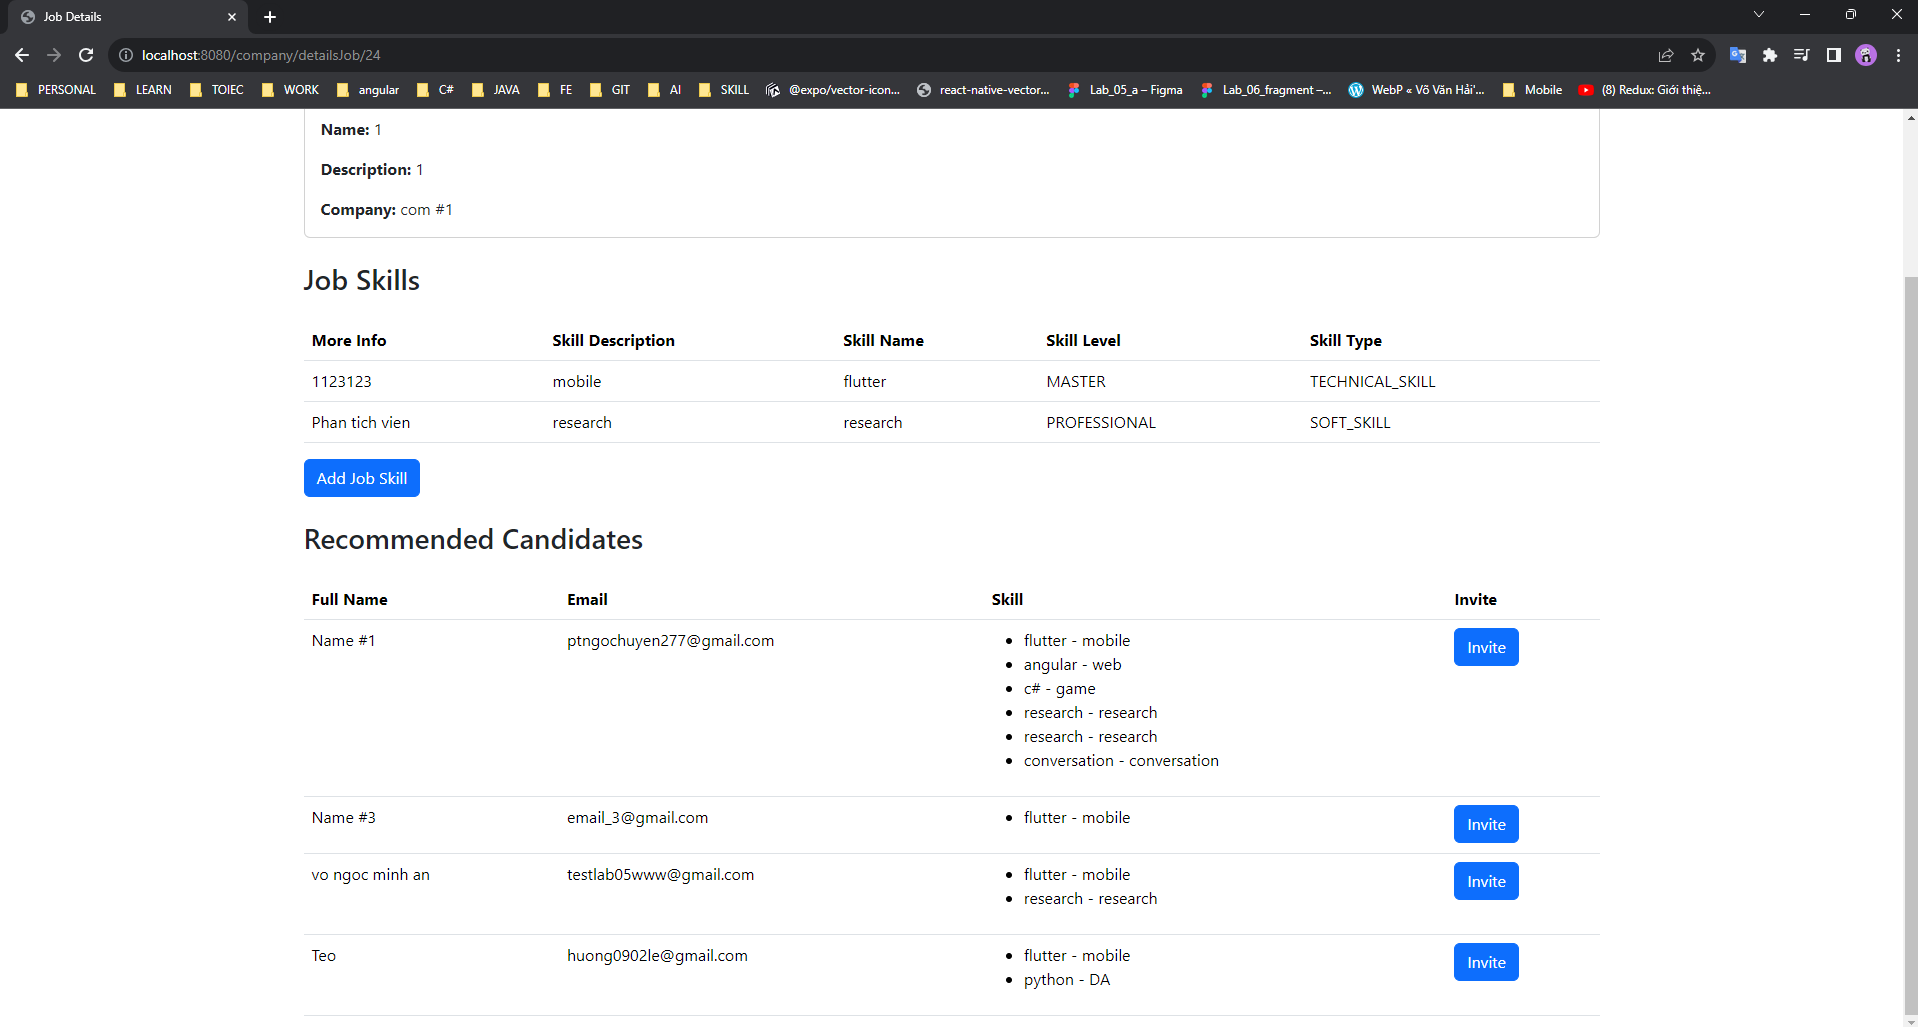 Job Details
localhost:8080/company/detailsJob/24
PERSONAL LEARN TOIEC WORK angular C# JAVA FE GIT AI SKILL @expo/vector-icon... react-native-vector... Lab_05_a – Figma Lab_06_fragment –... WebP « Võ Văn Hải'... Mobile (8) Redux: Giới thiệ...
Name: 1
Description: 1
Company: com #1
Job Skills
More Info Skill Description Skill Name Skill Level Skill Type
1123123 mobile flutter MASTER TECHNICAL_SKILL
Phan tich vien research research PROFESSIONAL SOFT_SKILL
Add Job Skill
Recommended Candidates
Full Name Email Skill Invite
Name #1 ptngochuyen277@gmail.com • flutter - mobile Invite
• angular - web
• c# - game
• research - research
• research - research
• conversation - conversation
Name #3 email_3@gmail.com • flutter - mobile Invite
vo ngoc minh an testlab05www@gmail.com • flutter - mobile Invite
• research - research
Teo huong0902le@gmail.com • flutter - mobile Invite
• python - DA